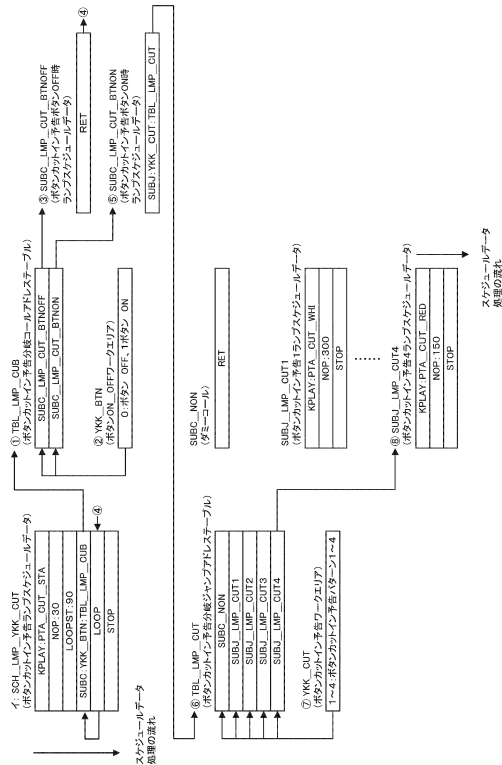 イ: SCH＿LMP＿YKK＿CUT
(ボタンカットイン予告ランプスケジュールデータ)
KPLAY:PTA＿CUT＿STA
NOP:30
LOOPST:90
SUBC:YKK＿BTN:TBL＿LMP＿CUB
LOOP
STOP
④
スケジュールデータ
処理の流れ
① TBL＿LMP＿CUB
(ボタンカットイン予告分岐コールアドレステーブル)
SUBC＿LMP＿CUT＿BTNOFF
SUBC＿LMP＿CUT＿BTNON
② YKK＿BTN
(ボタンON＿OFFワークエリア)
0:ボタン OFF、1ボタン ON
③ SUBC＿LMP＿CUT＿BTNOFF
(ボタンカットイン予告ボタンOFF時
ランプスケジュールデータ)
RET
④
⑤ SUBC＿LMP＿CUT＿BTNON
(ボタンカットイン予告ボタンON時
ランプスケジュールデータ)
SUBJ:YKK＿CUT:TBL＿LMP＿CUT
⑥ TBL＿LMP＿CUT
(ボタンカットイン予告分岐ジャンプアドレステーブル)
SUBC＿NON
SUBJ＿LMP＿CUT1
SUBJ＿LMP＿CUT2
SUBJ＿LMP＿CUT3
SUBJ＿LMP＿CUT4
⑦ YKK＿CUT
(ボタンカットイン予告ワークエリア)
1～4:ボタンカットイン予告パターン1～4
SUBC＿NON
(ダミーコール)
RET
SUBJ＿LMP＿CUT1
(ボタンカットイン予告1ランプスケジュールデータ)
KPLAY:PTA＿CUT＿WHI
NOP:300
STOP
……
⑧ SUBJ＿LMP＿CUT4
(ボタンカットイン予告4ランプスケジュールデータ)
KPLAY:PTA＿CUT＿RED
NOP:150
STOP
スケジュールデータ
処理の流れ